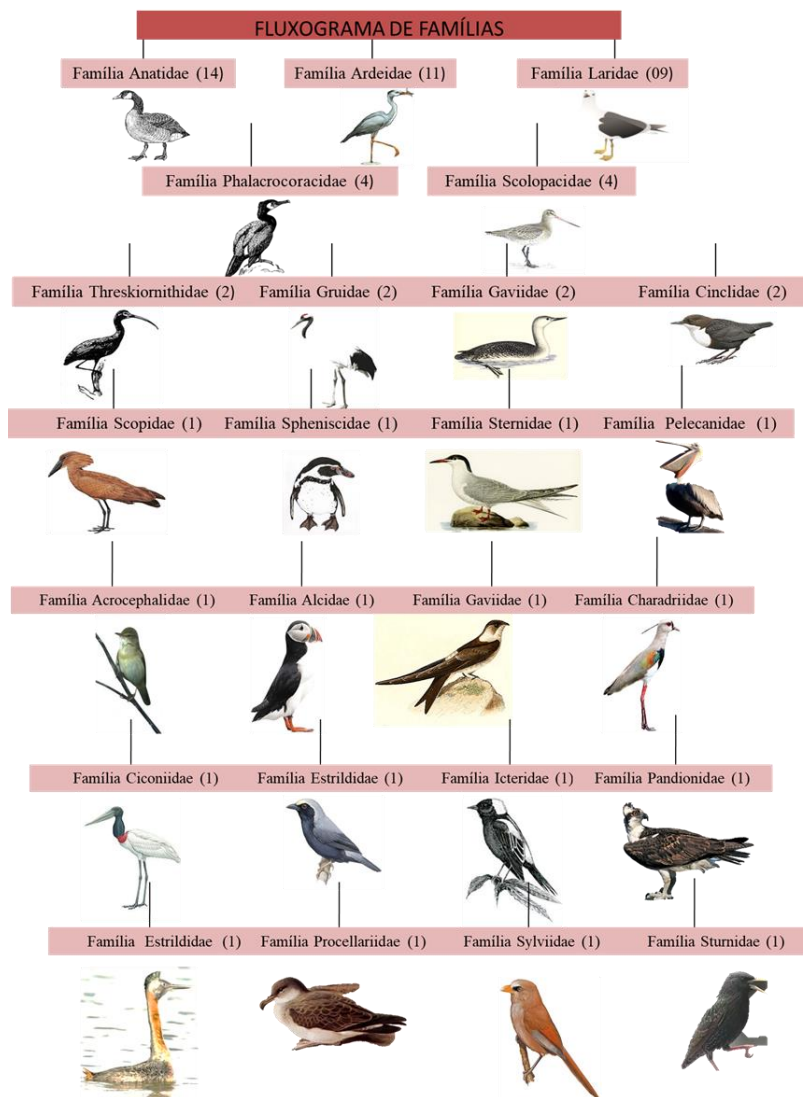 FLUXOGRAMA DE FAMÍLIAS
Família Anatidae (14)
Família Ardeidae (11)
Família Laridae (09)
Família Phalacrocoracidae (4)
Família Scolopacidae (4)
Família Threskiornithidae (2)
Família Gruidae (2)
Família Gaviidae (2)
Família Cinclidae (2)
Família Scopidae (1)
Família Spheniscidae (1)
Família Sternidae (1)
Família Pelecanidae (1)
Família Acrocephalidae (1)
Família Alcidae (1)
Família Gaviidae (1)
Família Charadriidae (1)
Família Ciconiidae (1)
Família Estrildidae (1)
Família Icteridae (1)
Família Pandionidae (1)
Família Estrildidae (1)
Família Procellariidae (1)
Família Sylviidae (1)
Família Sturnidae (1)